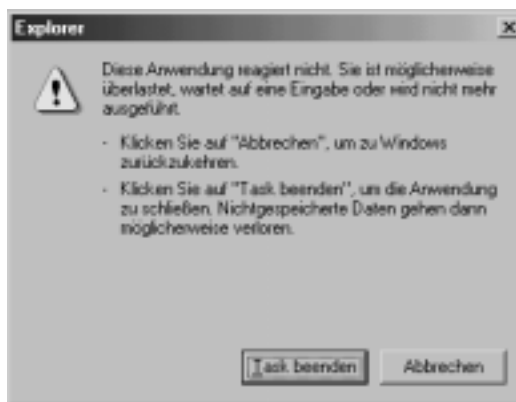 Explorer
Diese Anwendung reagiert nicht. Sie ist möglicherweise
überlastet, wartet auf eine Eingabe oder wird nicht mehr
ausgeführt.
- Klicken Sie auf "Abbrechen", um zu Windows
zurückzukehren.
- Klicken Sie auf "Task beenden", um die Anwendung
zu schließen. Nichtgespeicherte Daten gehen dann
möglicherweise verloren.
Task beenden Abbrechen